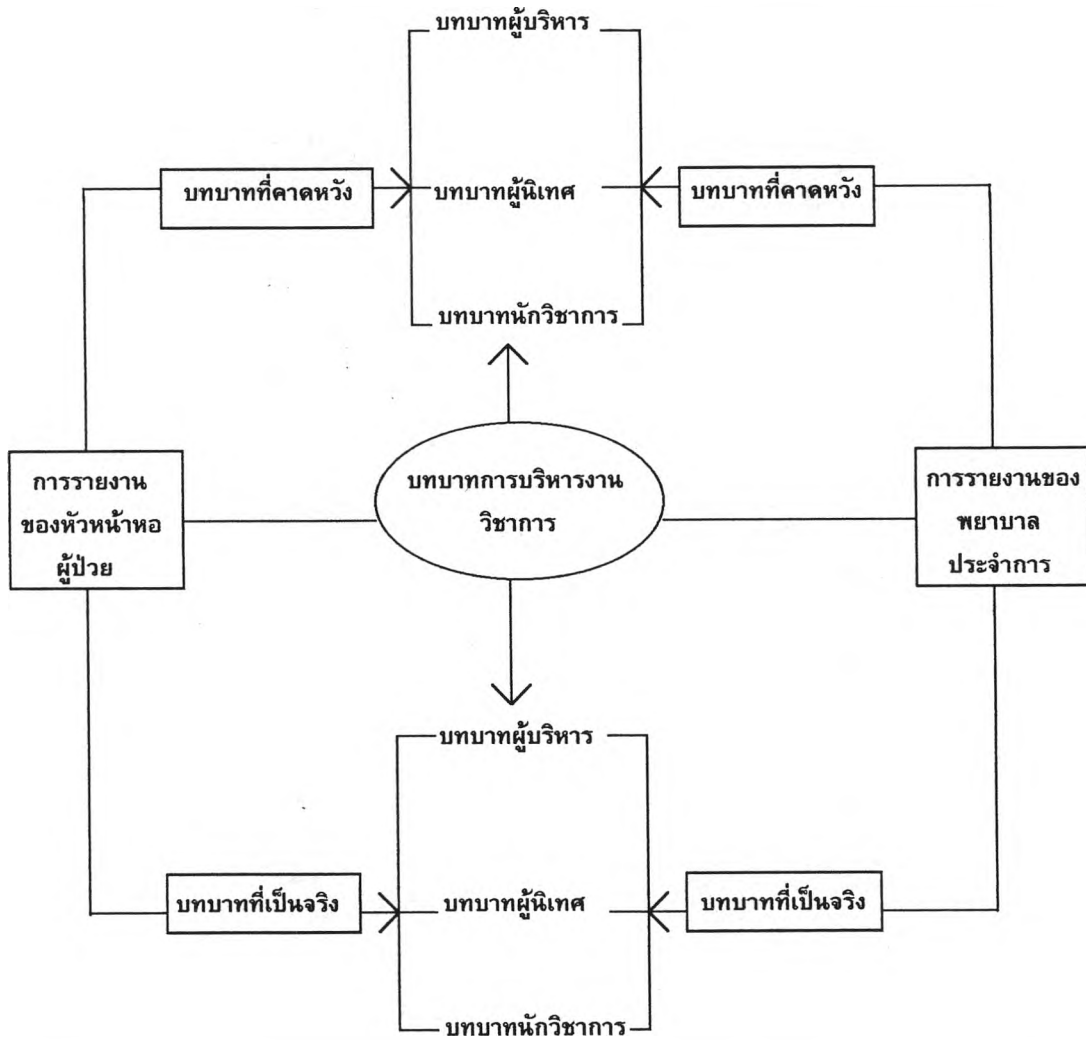 บทบาทผู้บริหาร
บทบาทที่คาดหวัง
บทบาทผู้นิเทศ
บทบาทที่คาดหวัง
บทบาทนักวิชาการ
การรายงาน
ของหัวหน้าหอ
ผู้ป่วย
บทบาทการบริหารงาน
วิชาการ
การรายงานของ
พยาบาล
ประจำการ
บทบาทผู้บริหาร
บทบาทที่เป็นจริง
บทบาทผู้นิเทศ
บทบาทที่เป็นจริง
บทบาทนักวิชาการ